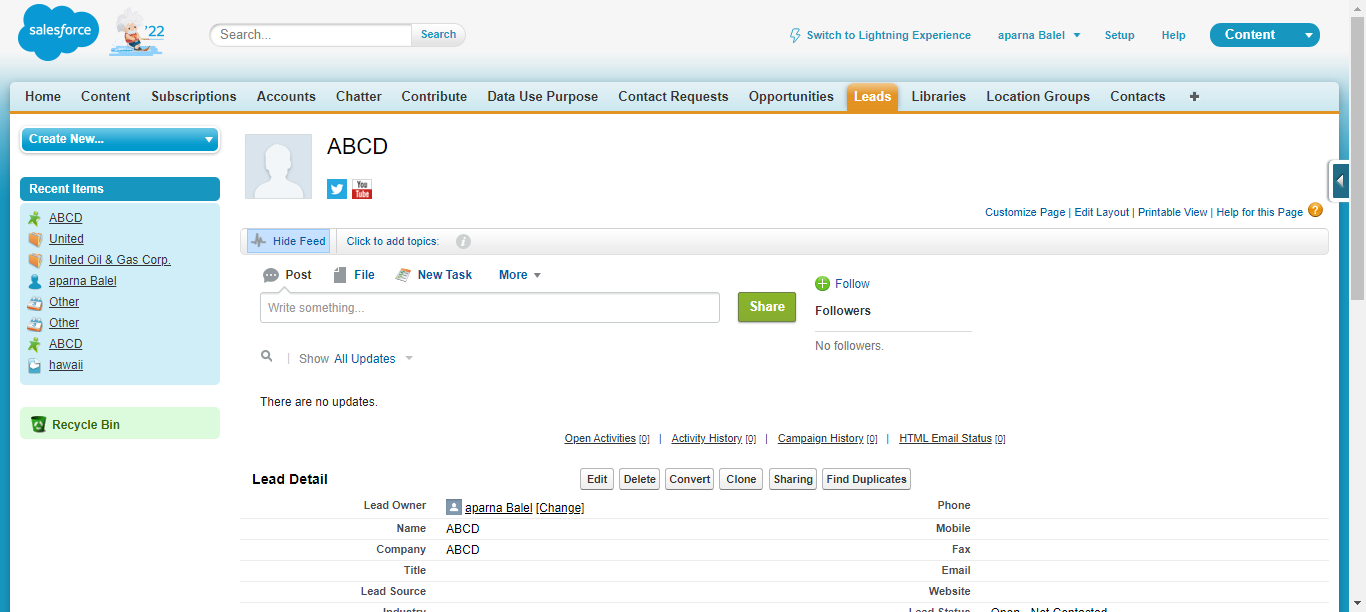 salesforce
'22
Search...
Search
Switch to Lightning Experience
aparna Balel
Setup
Help
Content
Home Content Subscriptions Accounts Chatter Contribute Data Use Purpose Contact Requests Opportunities Leads Libraries Location Groups Contacts +
Create New...
Recent Items
ABCD
United
United Oil & Gas Corp.
aparna Balel
Other
Other
ABCD
hawaii
Recycle Bin
ABCD
You Tube
Customize Page | Edit Layout | Printable View | Help for this Page ?
Hide Feed Click to add topics: i
Post File New Task More
Write something...
Share
Show All Updates
There are no updates.
Follow
Followers
No followers.
Open Activities [0] | Activity History [0] | Campaign History [0] | HTML Email Status [0]
Lead Detail Edit Delete Convert Clone Sharing Find Duplicates
Lead Owner aparna Balel [Change] Phone
Name ABCD Mobile
Company ABCD Fax
Title Email
Lead Source Website
Industry Lead Status Open - Not Contacted